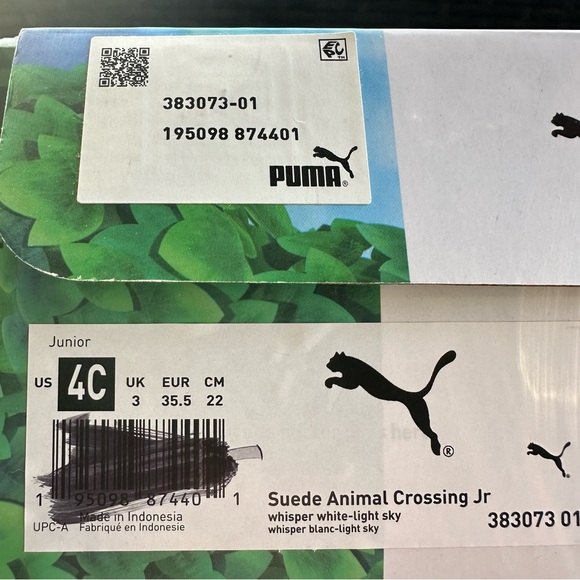 EC™
383073-01
195098 874401
PUMA®
Junior
US 4C UK 3 EUR 35.5 CM 22
1 95098 87440 1
UPC-A Made in Indonesia
Fabriqué en Indonesie
®
Suede Animal Crossing Jr
whisper white-light sky
whisper blanc-light sky
383073 01